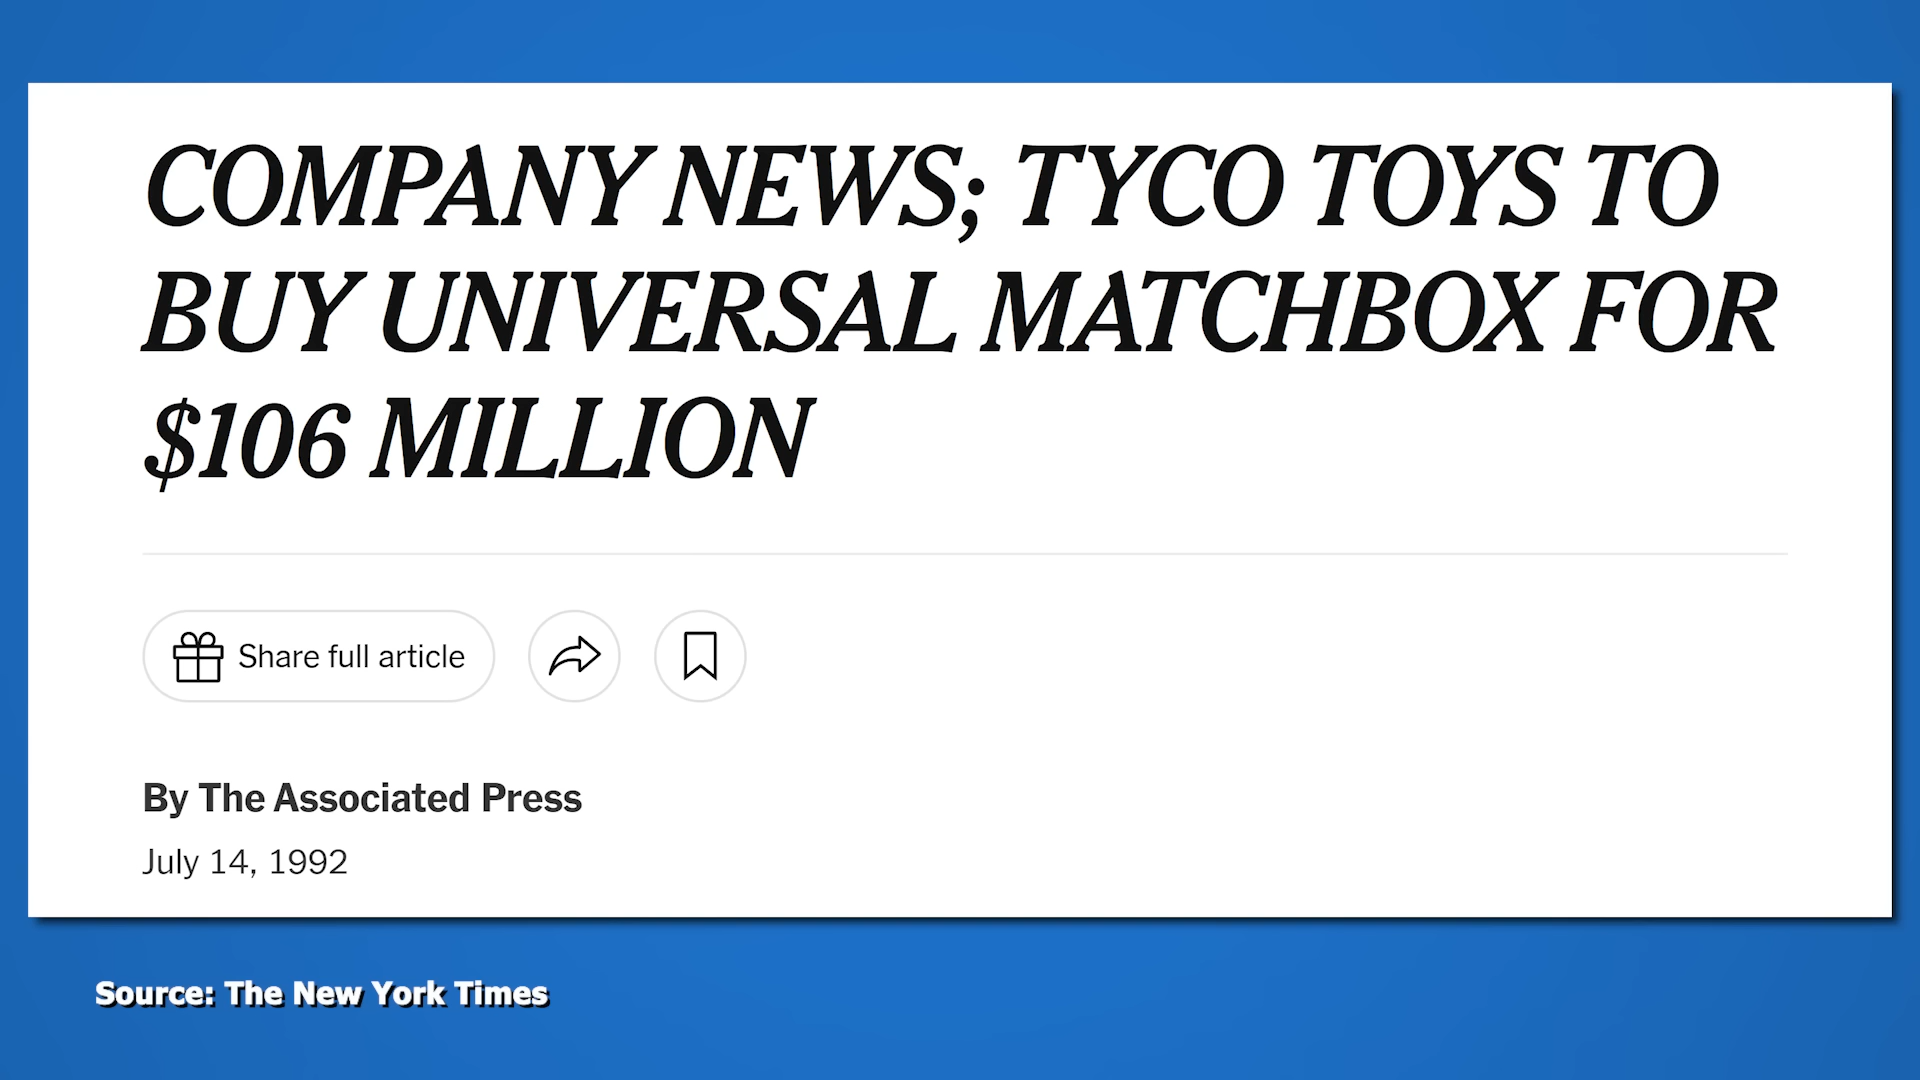 COMPANY NEWS; TYCO TOYS TO
BUY UNIVERSAL MATCHBOX FOR
$106 MILLION
Share full article
By The Associated Press
July 14, 1992
Source: The New York Times